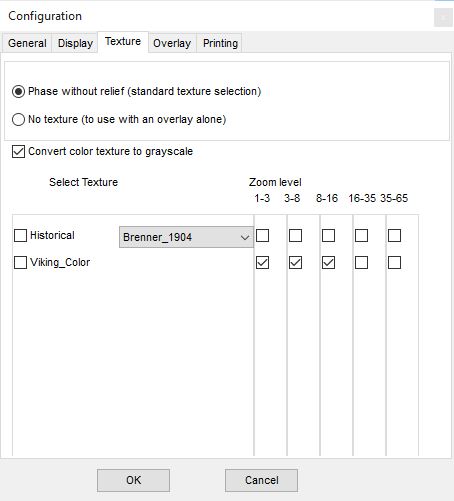 Configuration
General Display Texture Overlay Printing
Phase without relief (standard texture selection)
No texture (to use with an overlay alone)
Convert color texture to grayscale
Select Texture Zoom level
1-3 3-8 8-16 16-35 35-65
Historical Brenner_1904
Viking_Color
OK Cancel